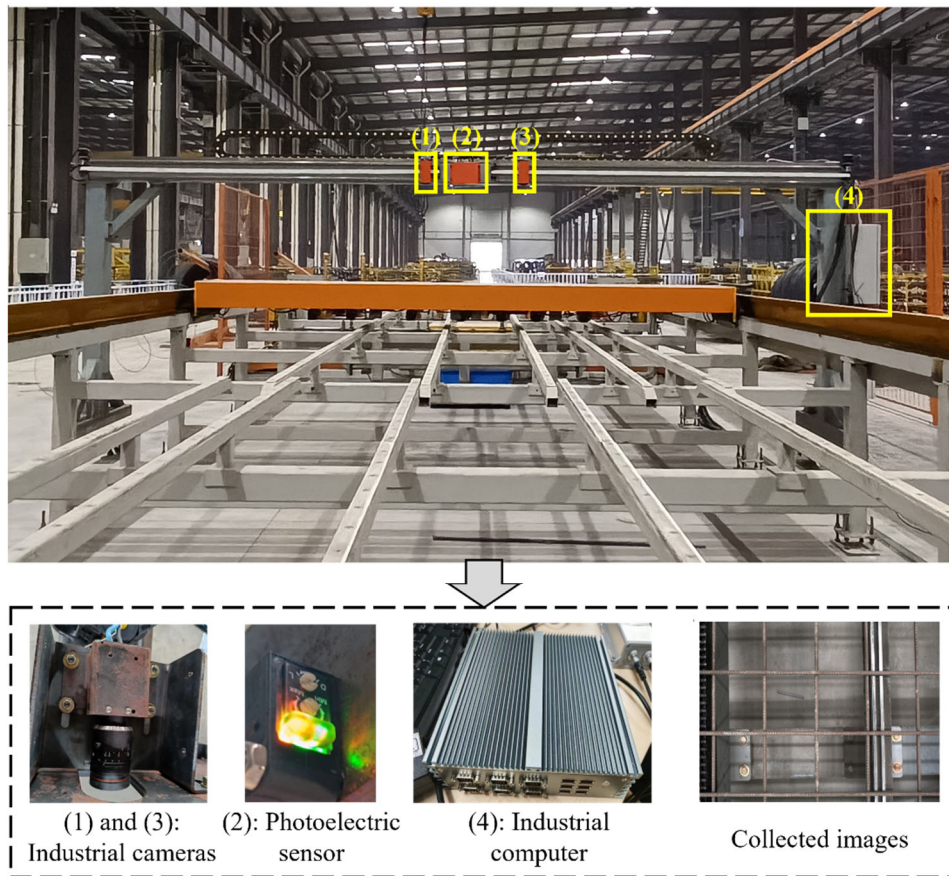 (1)
(2)
(3)
(4)
(1) and (3):
Industrial cameras
(2): Photoelectric
sensor
(4): Industrial
computer
Collected images